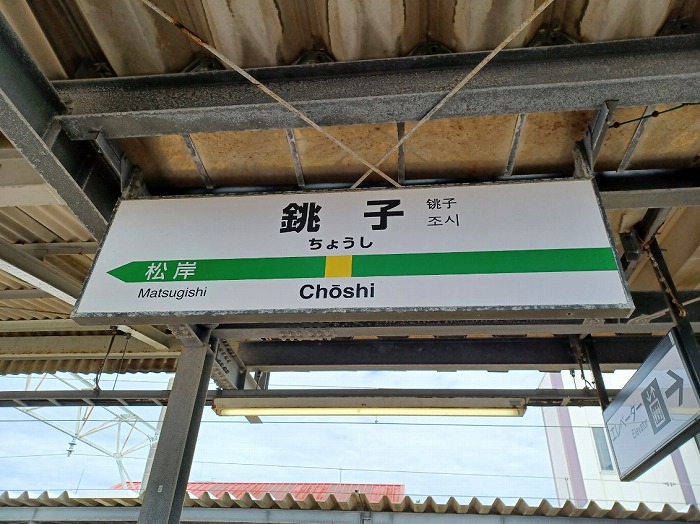 銚子
铫子
조시
ちょうし
松岸
Matsugishi
Chōshi
エレベーター
Elevator